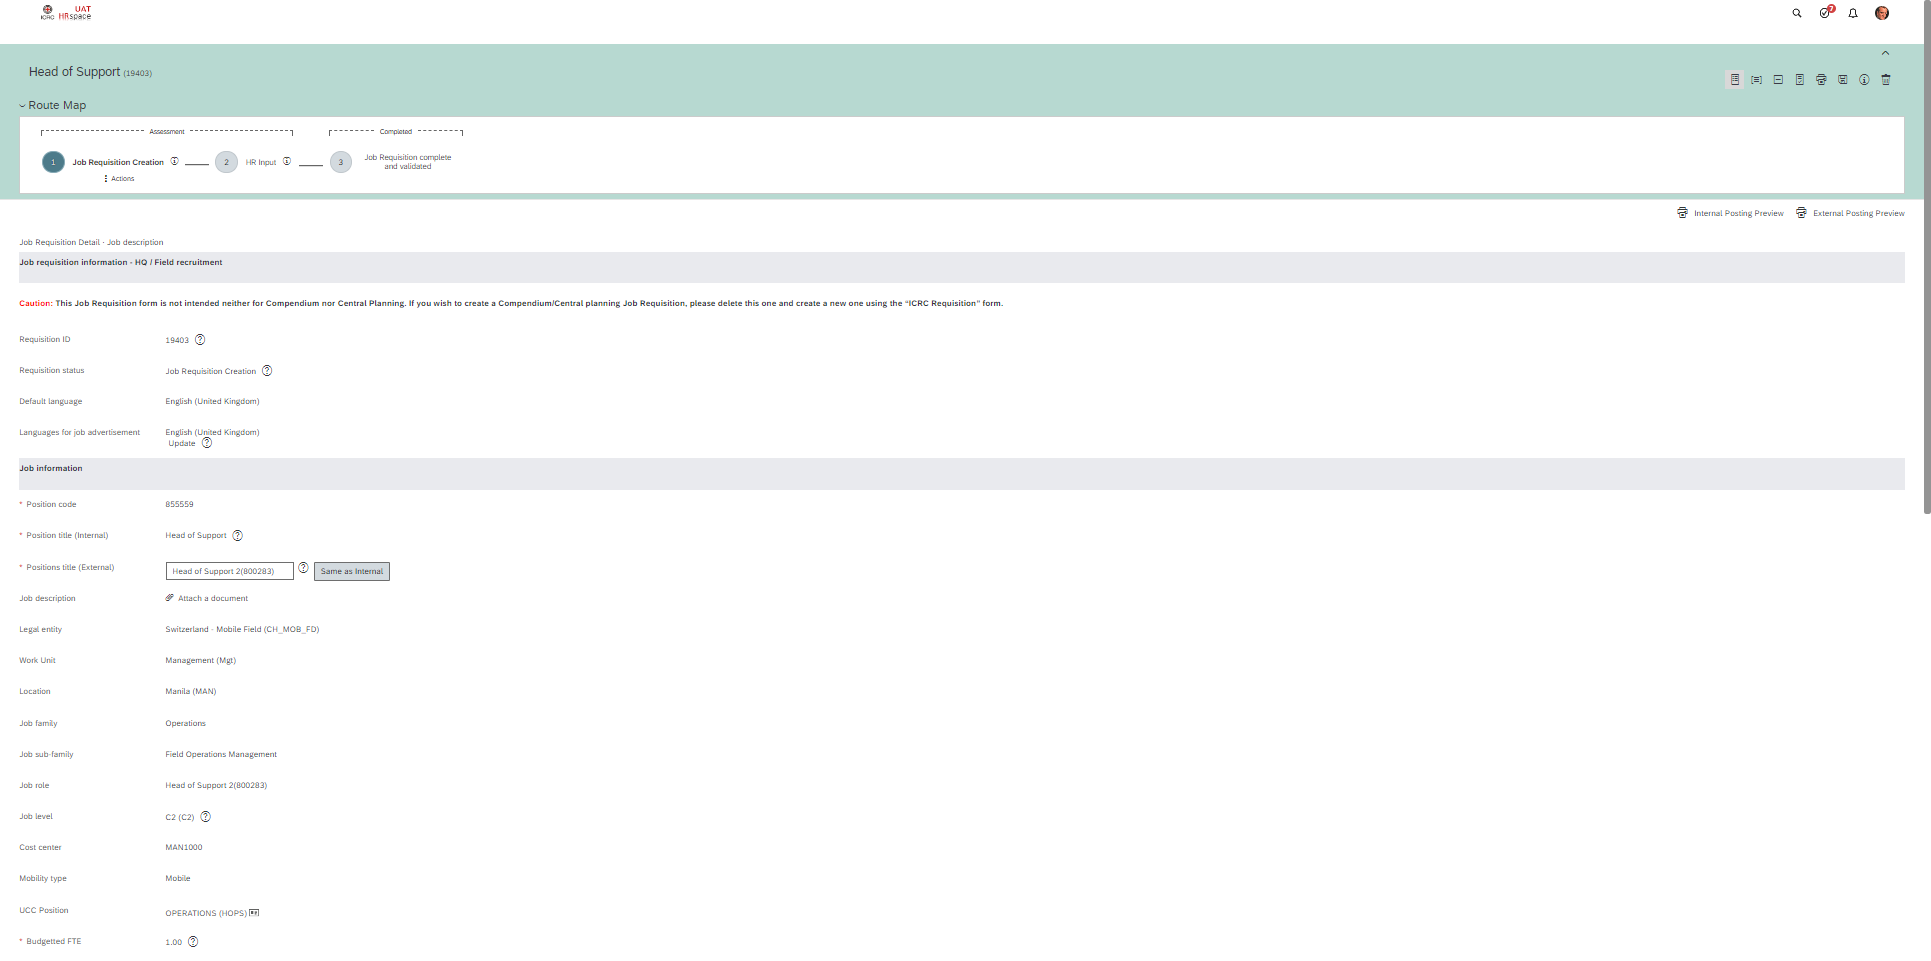 UAT
ICRC HRspace
7
Head of Support (19403)
Route Map
Assessment
Completed
1 Job Requisition Creation
2 HR Input
3 Job Requisition complete and validated
Actions
Internal Posting Preview External Posting Preview
Job Requisition Detail - Job description
Job requisition information - HQ / Field recruitment
Caution: This Job Requisition form is not intended neither for Compendium nor Central Planning. If you wish to create a Compendium/Central planning Job Requisition, please delete this one and create a new one using the "ICRC Requisition" form.
Requisition ID 19403
Requisition status Job Requisition Creation
Default language English (United Kingdom)
Languages for job advertisement English (United Kingdom)
Update
Job information
* Position code 855559
* Position title (Internal) Head of Support
* Positions title (External) Head of Support 2(800283) Same as Internal
Job description Attach a document
Legal entity Switzerland - Mobile Field (CH_MOB_FD)
Work Unit Management (Mgt)
Location Manila (MAN)
Job family Operations
Job sub-family Field Operations Management
Job role Head of Support 2(800283)
Job level C2 (C2)
Cost center MAN1000
Mobility type Mobile
UCC Position OPERATIONS (HOPS)
* Budgetted FTE 1.00